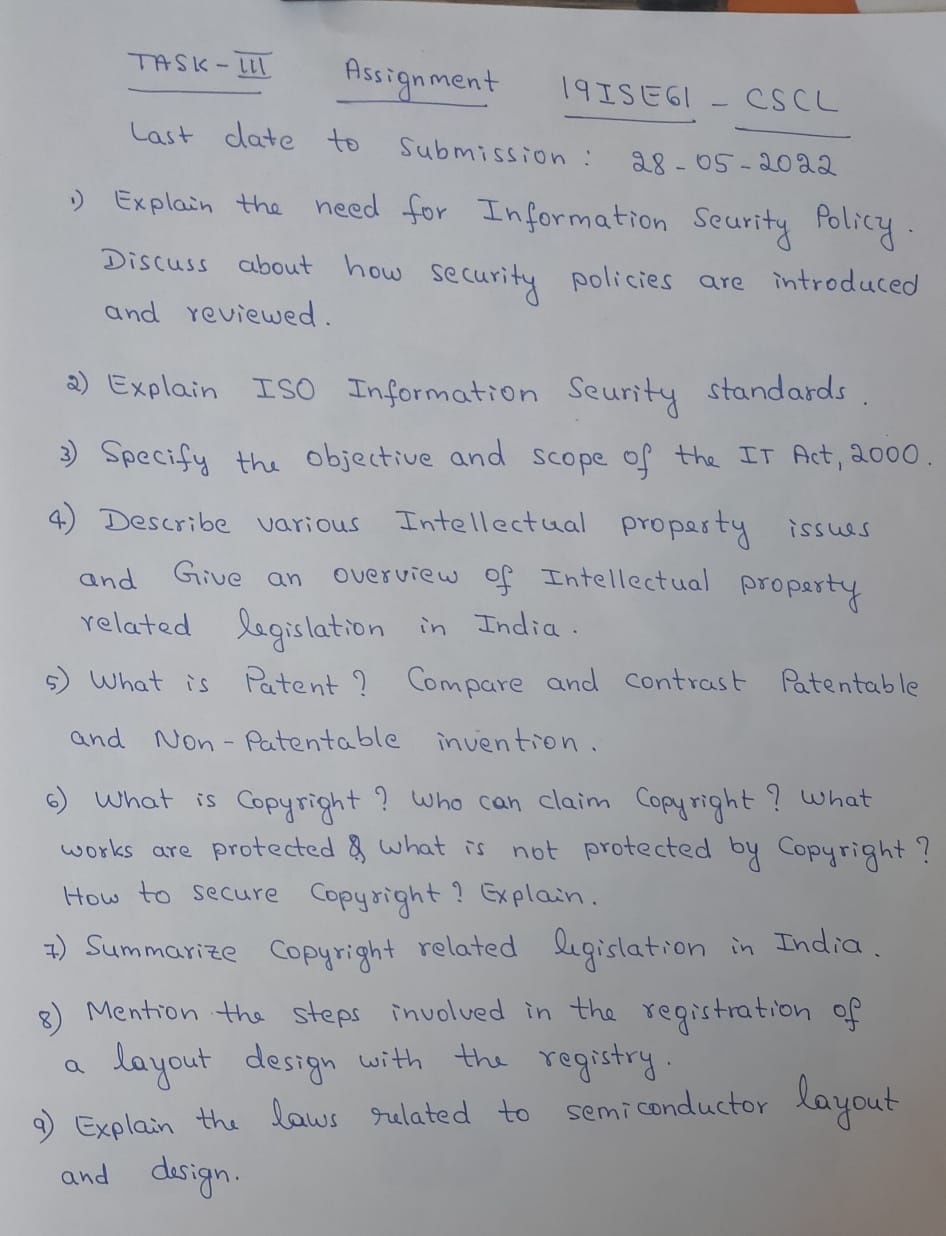 TASK-III Assignment 19ISE61 - CSCL
Last date to Submission : 28-05-2022
1) Explain the need for Information Seurity Policy.
Discuss about how security policies are introduced
and reviewed.
2) Explain ISO Information Seurity standards.
3) Specify the objective and scope of the IT Act, 2000.
4) Describe various Intellectual property issues
and Give an overview of Intellectual property
related legislation in India.
5) What is Patent? Compare and contrast Patentable
and Non-Patentable invention.
6) What is Copyright? Who can claim Copyright? What
works are protected & what is not protected by Copyright?
How to secure Copyright? Explain.
7) Summarize Copyright related legislation in India.
8) Mention the steps involved in the registration of
a layout design with the registry.
9) Explain the laws related to semiconductor layout
and design.